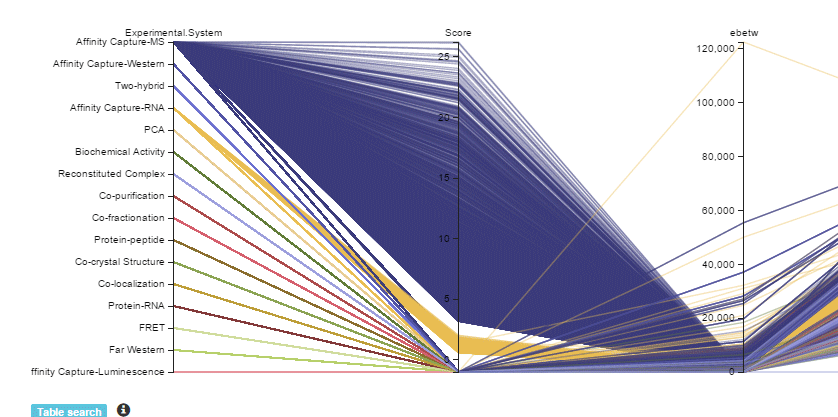 Experimental.System
Score
ebetw
Affinity Capture-MS
Affinity Capture-Western
Two-hybrid
Affinity Capture-RNA
PCA
Biochemical Activity
Reconstituted Complex
Co-purification
Co-fractionation
Protein-peptide
Co-crystal Structure
Co-localization
Protein-RNA
FRET
Far Western
ffinity Capture-Luminescence
25
20
15
10
5
0
120,000
100,000
80,000
60,000
40,000
20,000
0
Table search
i